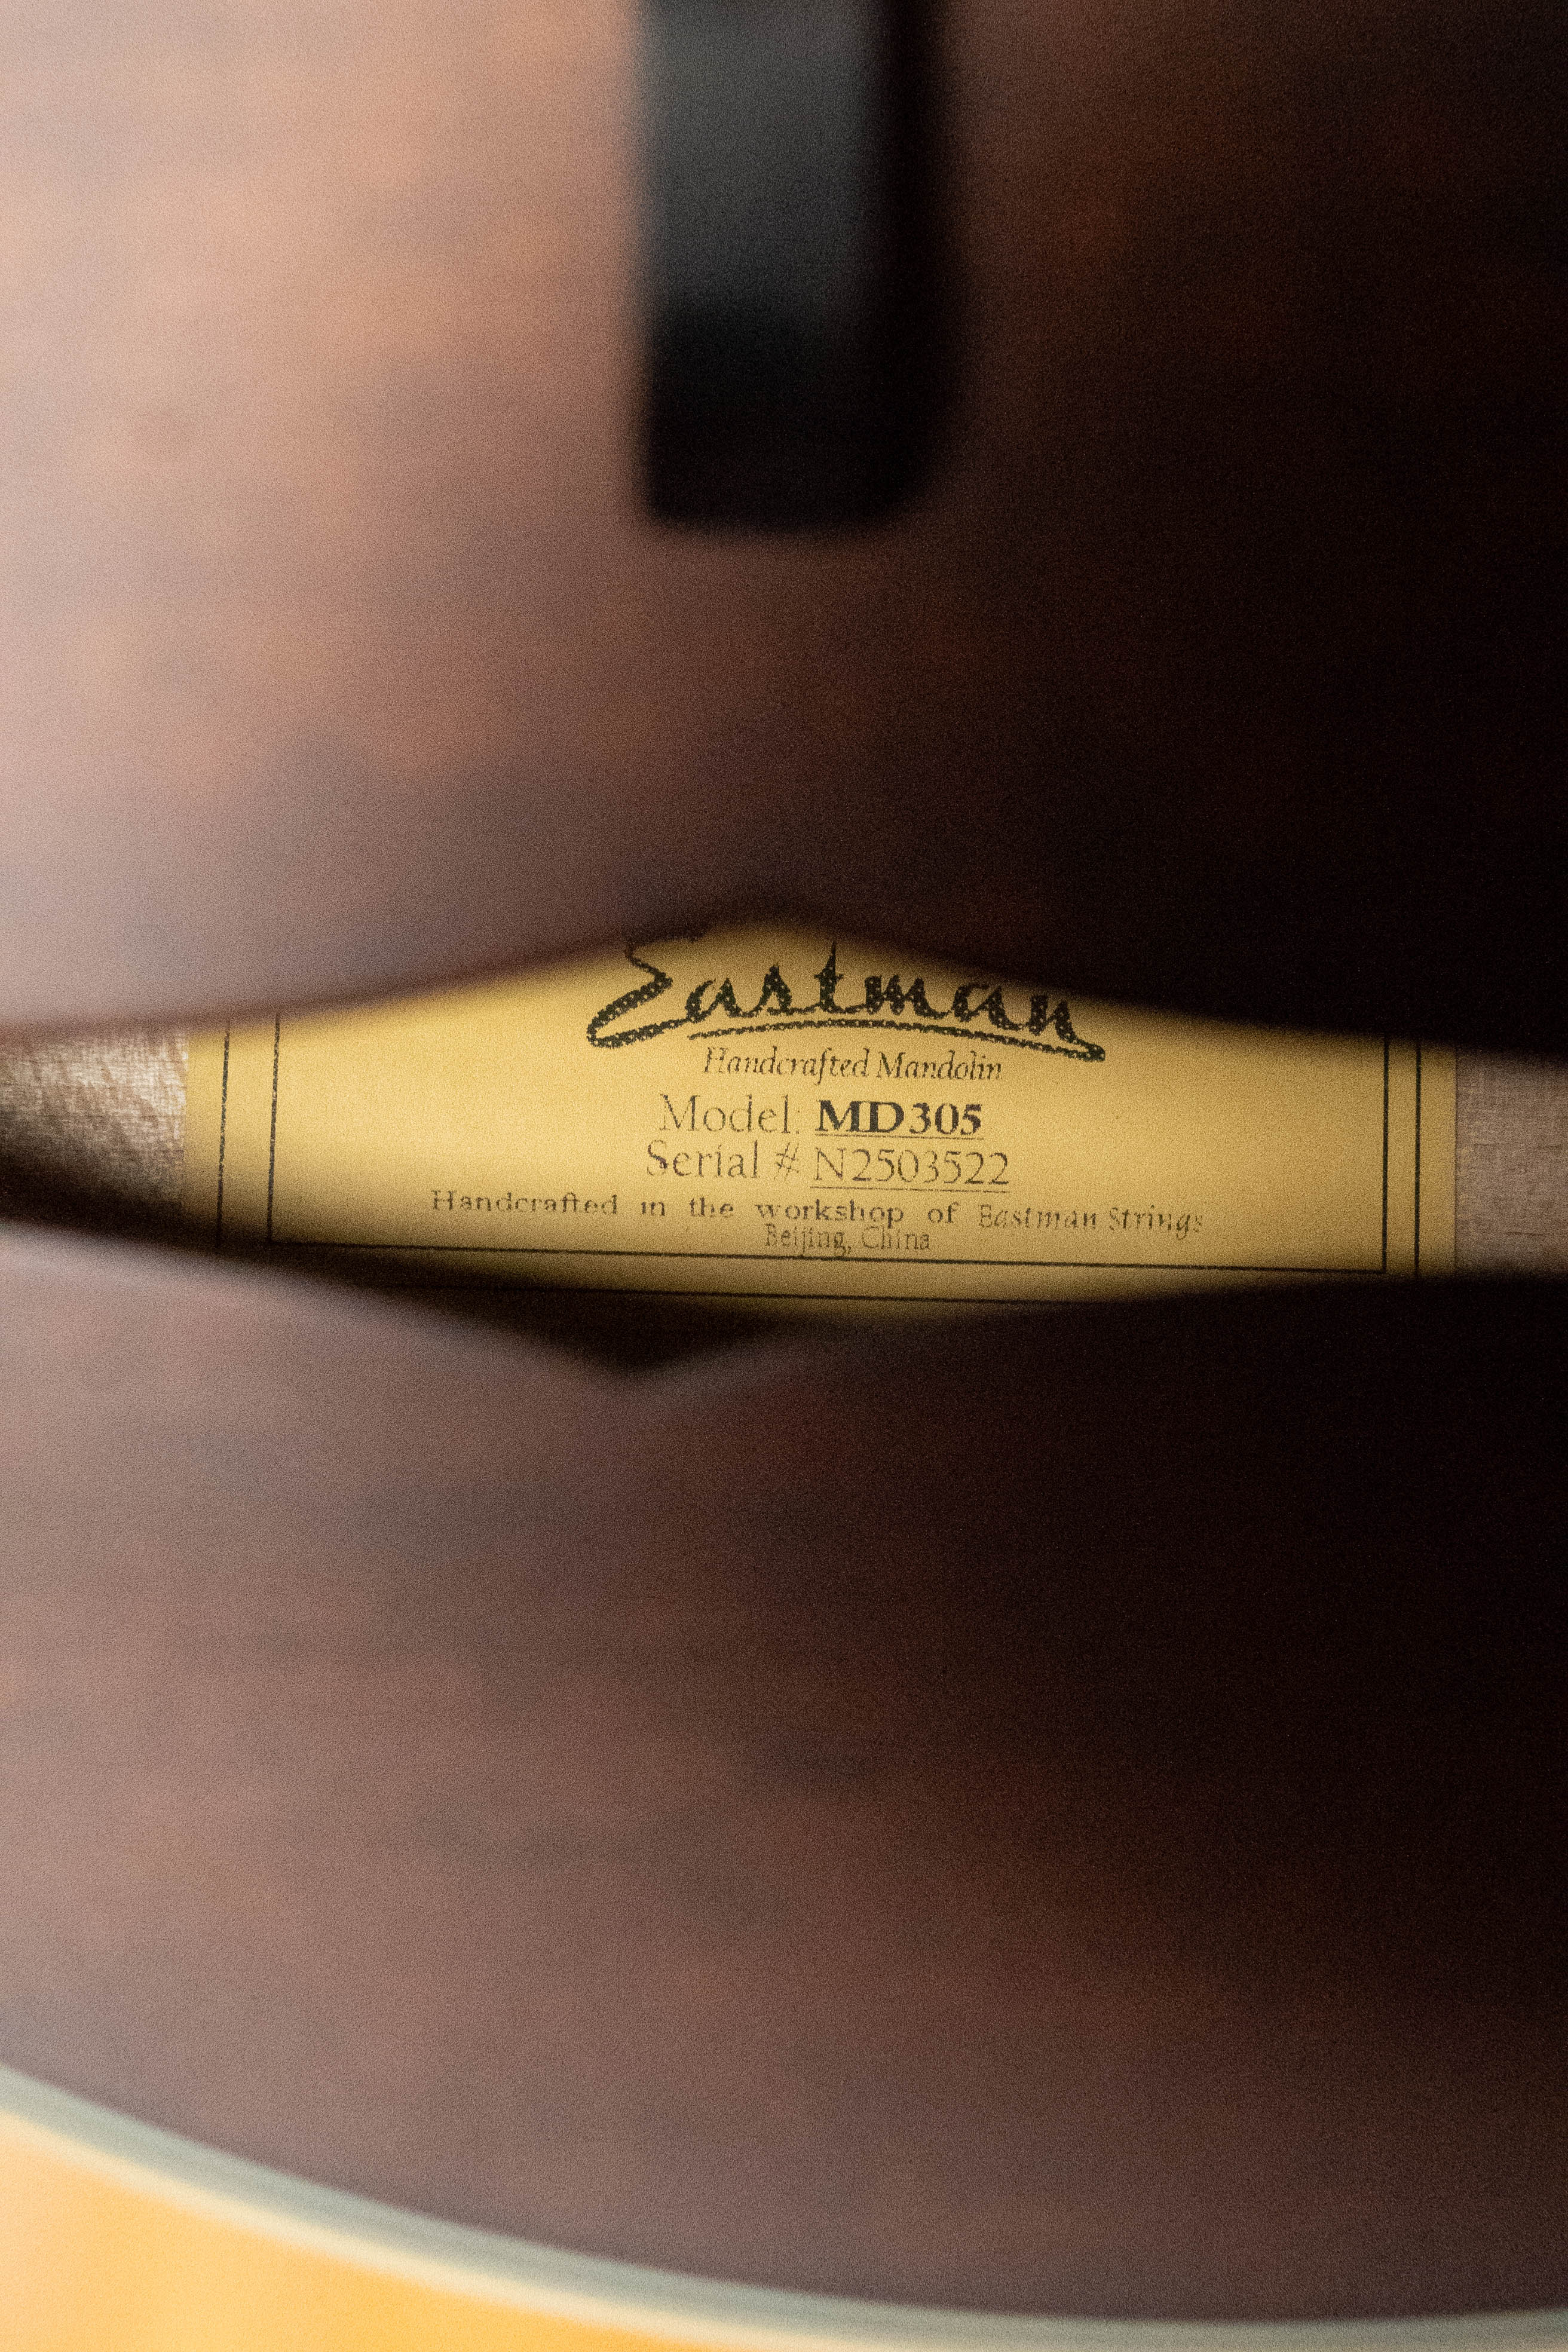 Eastman
Handcrafted Mandolin
Model: MD305
Serial # N2503522
Handcrafted in the workshop of Eastman Strings
Beijing, China